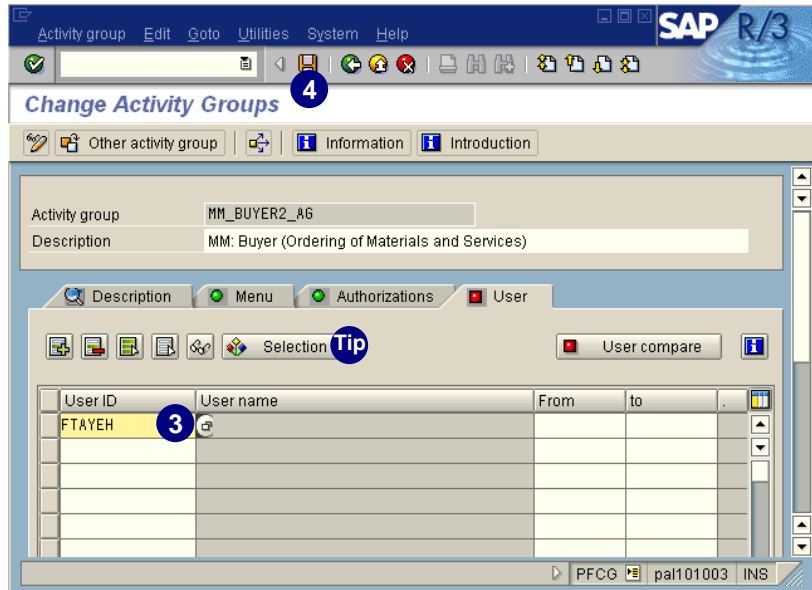 Activity group Edit Goto Utilities System Help
SAP R/3
4
Change Activity Groups
Other activity group Information Introduction
Activity group MM_BUYER2_AG
Description MM: Buyer (Ordering of Materials and Services)
Description Menu Authorizations User
Selection Tip User compare
User ID User name From to .
FTAYEH 3
PFCG pal101003 INS